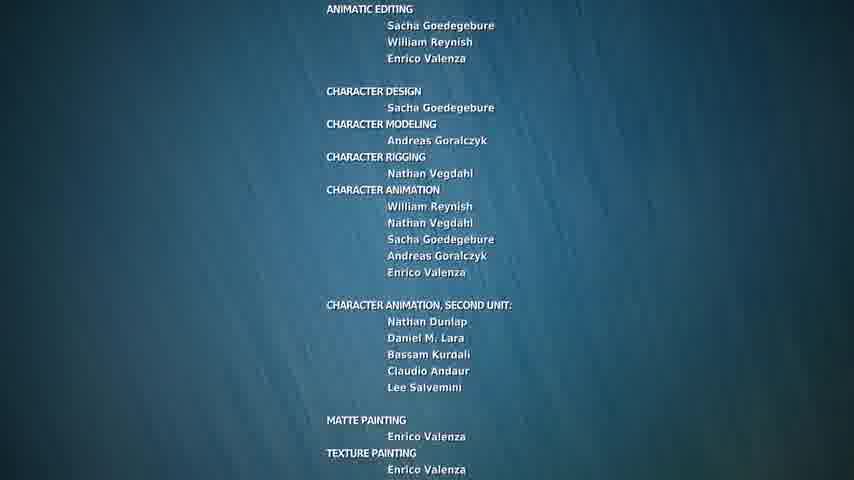 ANIMATIC EDITING
Sacha Goedegebure
William Reynish
Enrico Valenza
CHARACTER DESIGN
Sacha Goedegebure
CHARACTER MODELING
Andreas Goralczyk
CHARACTER RIGGING
Nathan Vegdahl
CHARACTER ANIMATION
William Reynish
Nathan Vegdahl
Sacha Goedegebure
Andreas Goralczyk
Enrico Valenza
CHARACTER ANIMATION, SECOND UNIT:
Nathan Dunlap
Daniel M. Lara
Bassam Kurdali
Claudio Andaur
Lee Salvemini
MATTE PAINTING
Enrico Valenza
TEXTURE PAINTING
Enrico Valenza